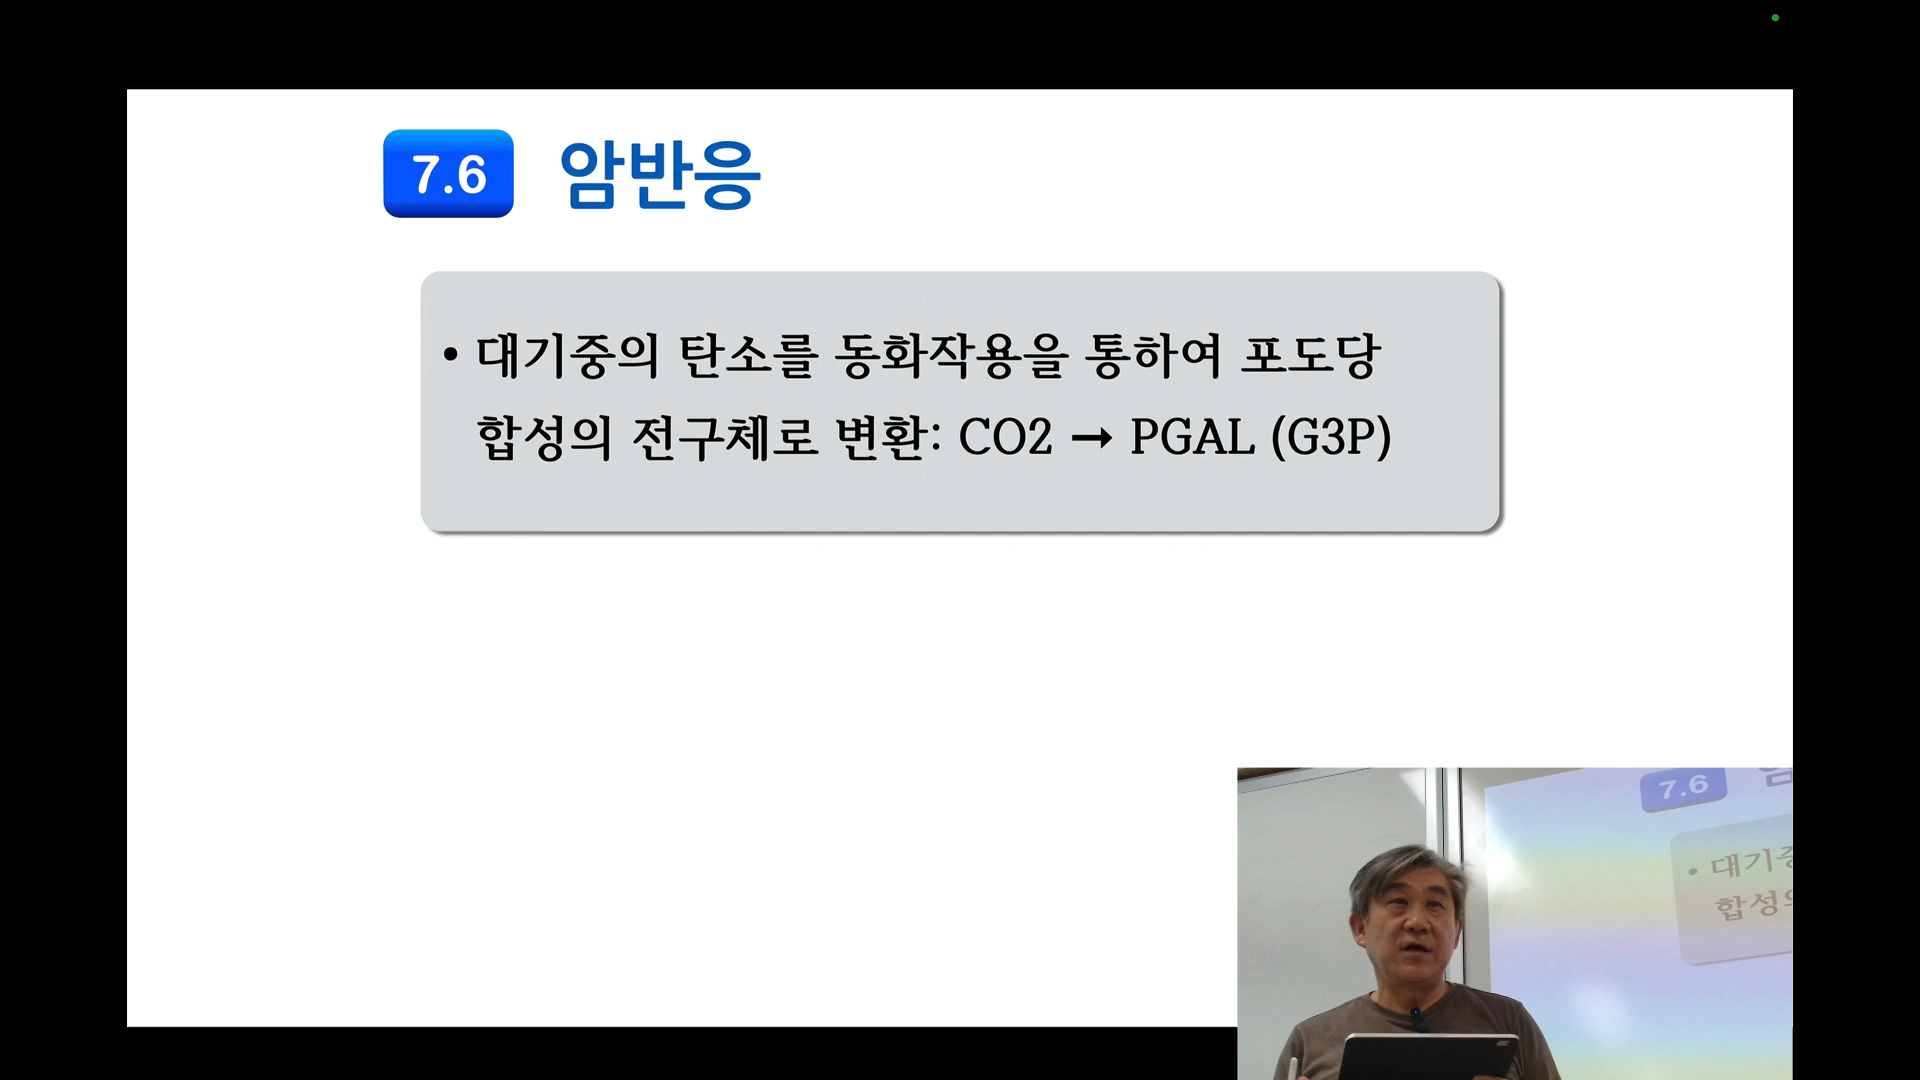 7.6 암반응
• 대기중의 탄소를 동화작용을 통하여 포도당
합성의 전구체로 변환: CO2 → PGAL (G3P)
7.6
• 대기
합성